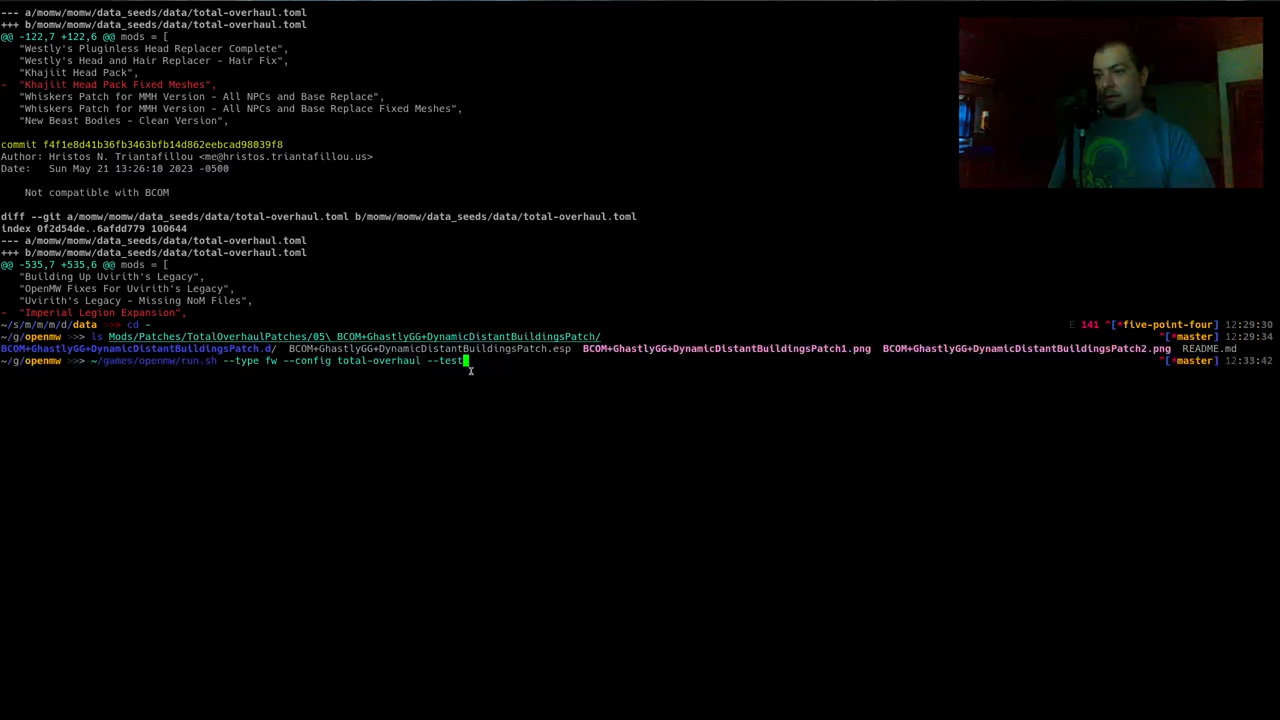 --- a/momw/momw/data_seeds/data/total-overhaul.toml
+++ b/momw/momw/data_seeds/data/total-overhaul.toml
@@ -122,7 +122,6 @@ mods = [
   "Westly's Pluginless Head Replacer Complete",
   "Westly's Head and Hair Replacer - Hair Fix",
   "Khajiit Head Pack",
-  "Khajiit Head Pack Fixed Meshes",
   "Whiskers Patch for MMH Version - All NPCs and Base Replace",
   "Whiskers Patch for MMH Version - All NPCs and Base Replace Fixed Meshes",
   "New Beast Bodies - Clean Version",
commit f4f1e8d41b36fb3463bfb14d862eebcad98039f8
Author: Hristos N. Triantafillou <me@hristos.triantafillou.us>
Date:   Sun May 21 13:26:10 2023 -0500
    Not compatible with BCOM
diff --git a/momw/momw/data_seeds/data/total-overhaul.toml b/momw/momw/data_seeds/data/total-overhaul.toml
index 0f2d54de..6afdd779 100644
--- a/momw/momw/data_seeds/data/total-overhaul.toml
+++ b/momw/momw/data_seeds/data/total-overhaul.toml
@@ -535,7 +535,6 @@ mods = [
   "Building Up Uvirith's Legacy",
   "OpenMW Fixes For Uvirith's Legacy",
   "Uvirith's Legacy - Missing NoM Files",
-  "Imperial Legion Expansion",
~/s/m/m/m/d/data >>> cd - E 141 ^[*five-point-four] 12:29:30
~/g/openmw >>> ls Mods/Patches/TotalOverhaulPatches/05\ BCOM+GhastlyGG+DynamicDistantBuildingsPatch/ ^[*master] 12:29:34
BCOM+GhastlyGG+DynamicDistantBuildingsPatch.d/  BCOM+GhastlyGG+DynamicDistantBuildingsPatch.esp  BCOM+GhastlyGG+DynamicDistantBuildingsPatch1.png  BCOM+GhastlyGG+DynamicDistantBuildingsPatch2.png  README.md
~/g/openmw >>> ~/games/openmw/run.sh --type fw --config total-overhaul --test ^[*master] 12:33:42